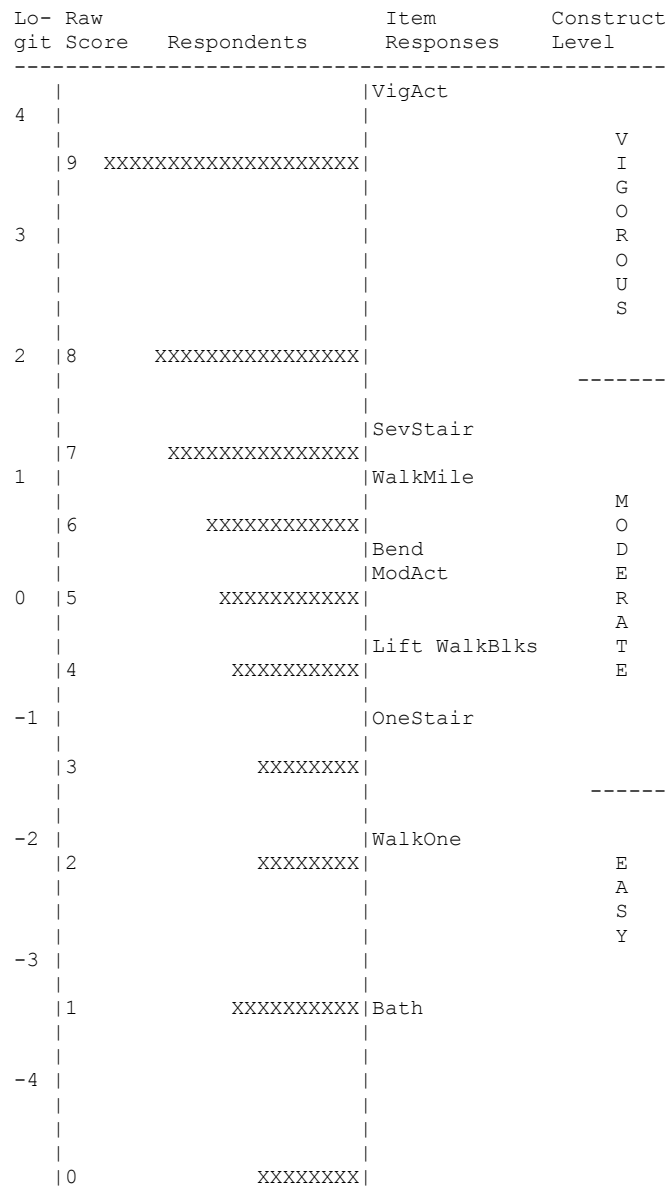 Lo- Raw                      Item         Construct
git Score   Respondents      Responses    Level
---------------------------------------------------
   |                       |VigAct
4  |                       |
   |                       |                   V
   |9  XXXXXXXXXXXXXXXXXXXX|                   I
   |                       |                   G
   |                       |                   O
3  |                       |                   R
   |                       |                   O
   |                       |                   U
   |                       |                   S
   |                       |
2  |8      XXXXXXXXXXXXXXXX|
   |                       |                -------
   |                       |
   |                       |SevStair
   |7       XXXXXXXXXXXXXXX|
1  |                       |WalkMile
   |                       |                   M
   |6          XXXXXXXXXXXX|                   O
   |                       |Bend               D
   |                       |ModAct             E
0  |5           XXXXXXXXXXX|                   R
   |                       |                   A
   |                       |Lift WalkBlks      T
   |4            XXXXXXXXXX|                   E
   |                       |
-1 |                       |OneStair
   |                       |
   |3              XXXXXXXX|
   |                       |                 ------
   |                       |
-2 |                       |WalkOne
   |2              XXXXXXXX|                   E
   |                       |                   A
   |                       |                   S
   |                       |                   Y
-3 |                       |
   |                       |
   |1            XXXXXXXXXX|Bath
   |                       |
   |                       |
-4 |                       |
   |                       |
   |                       |
   |                       |
   |0              XXXXXXXX|